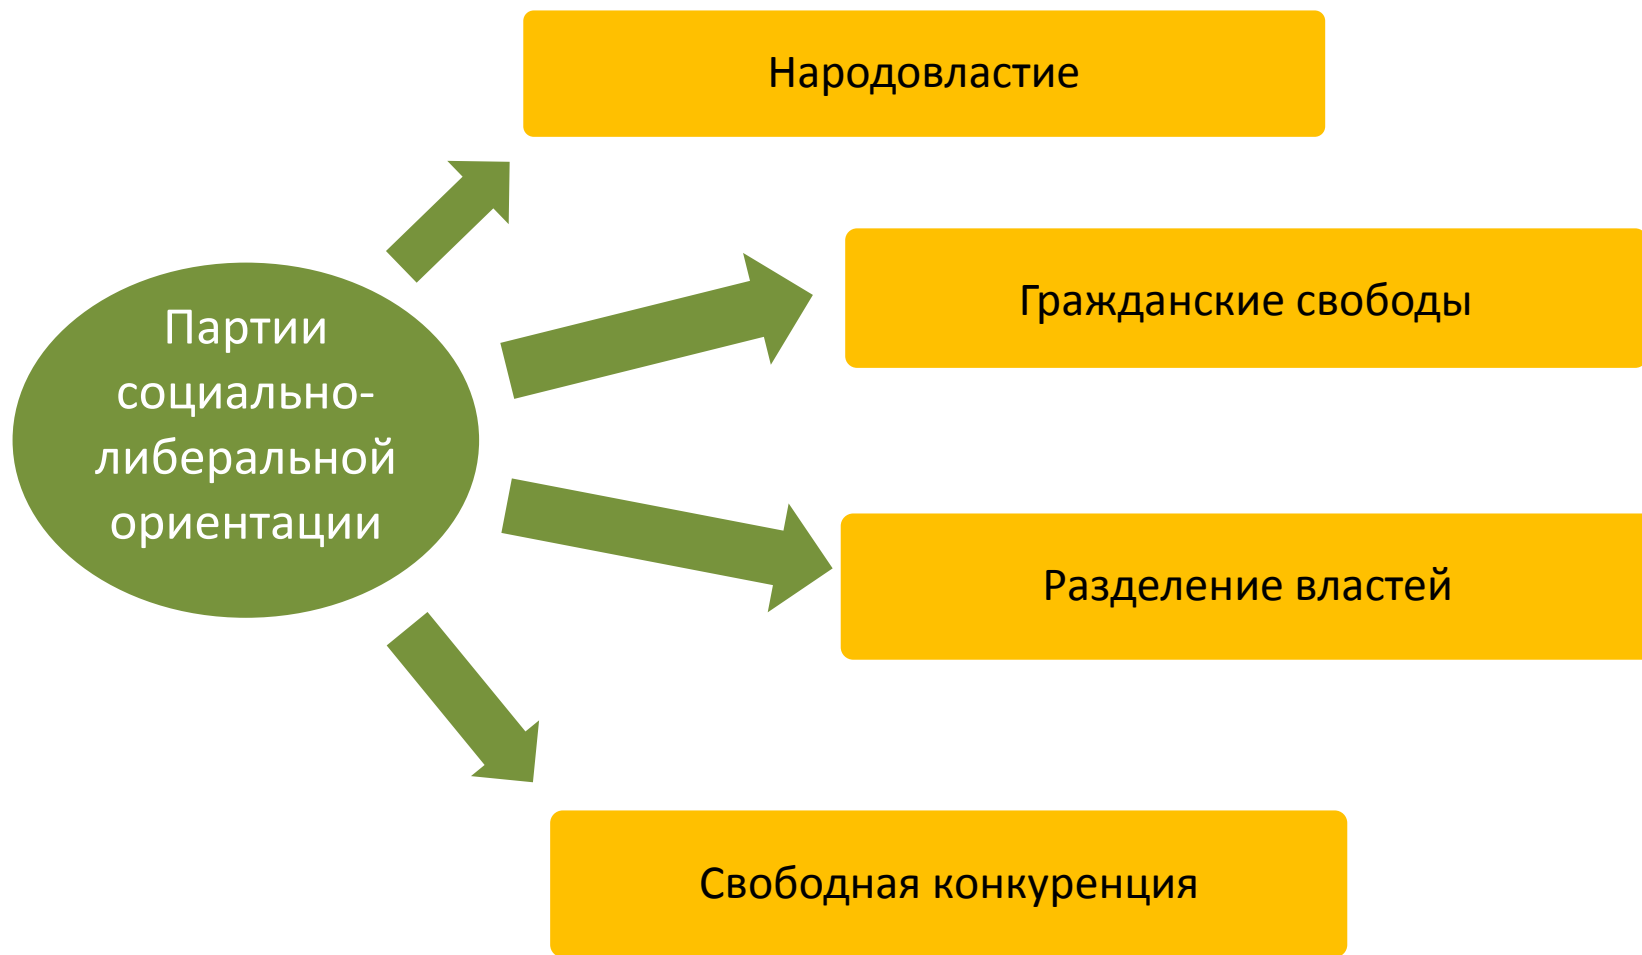 Народовластие
Гражданские свободы
Партии
социально-
либеральной
ориентации
Разделение властей
Свободная конкуренция